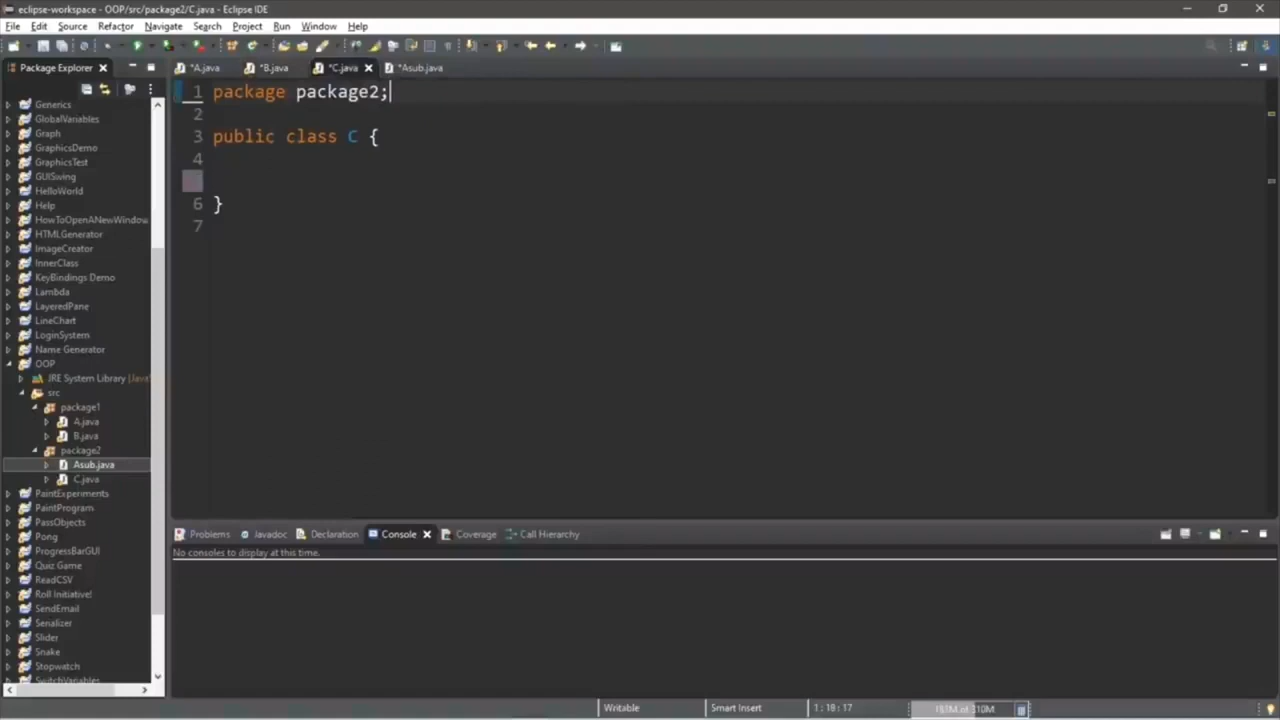 eclipse-workspace - OOP/src/package2/C.java - Eclipse IDE
File Edit Source Refactor Navigate Search Project Run Window Help
Package Explorer
*A.java
*B.java
*C.java
*Asub.java
Generics
GlobalVariables
Graph
GraphicsDemo
GraphicsTest
GUISwing
HelloWorld
Help
HowToOpenANewWindow
HTMLGenerator
ImageCreator
InnerClass
KeyBindings Demo
Lambda
LayeredPane
LineChart
LoginSystem
Name Generator
OOP
JRE System Library [Java
src
package1
A.java
B.java
package2
Asub.java
C.java
PaintExperiments
PaintProgram
PassObjects
Pong
ProgressBarGUI
Quiz Game
ReadCSV
Roll Initiative!
SendEmail
Serializer
Slider
Snake
Stopwatch
SwitchVariables
1 package package2;
2
3 public class C {
4
6 }
7
Problems Javadoc Declaration Console Coverage Call Hierarchy
No consoles to display at this time.
Writable Smart Insert 1 : 18 : 17